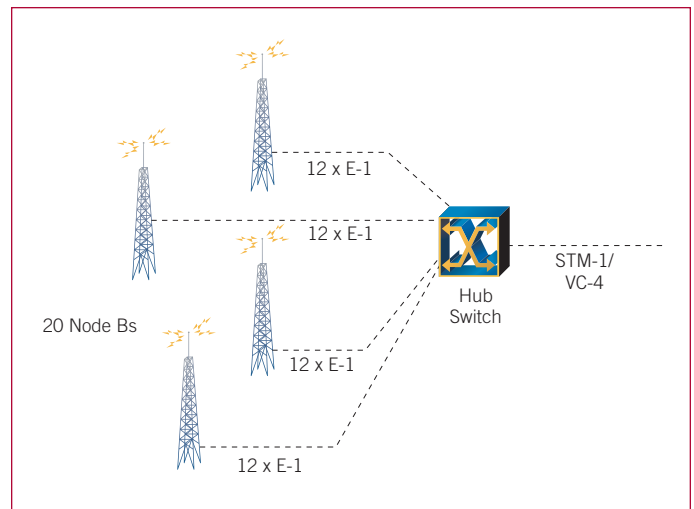 12 x E-1
12 x E-1
STM-1/
VC-4
Hub
Switch
20 Node Bs
12 x E-1
12 x E-1